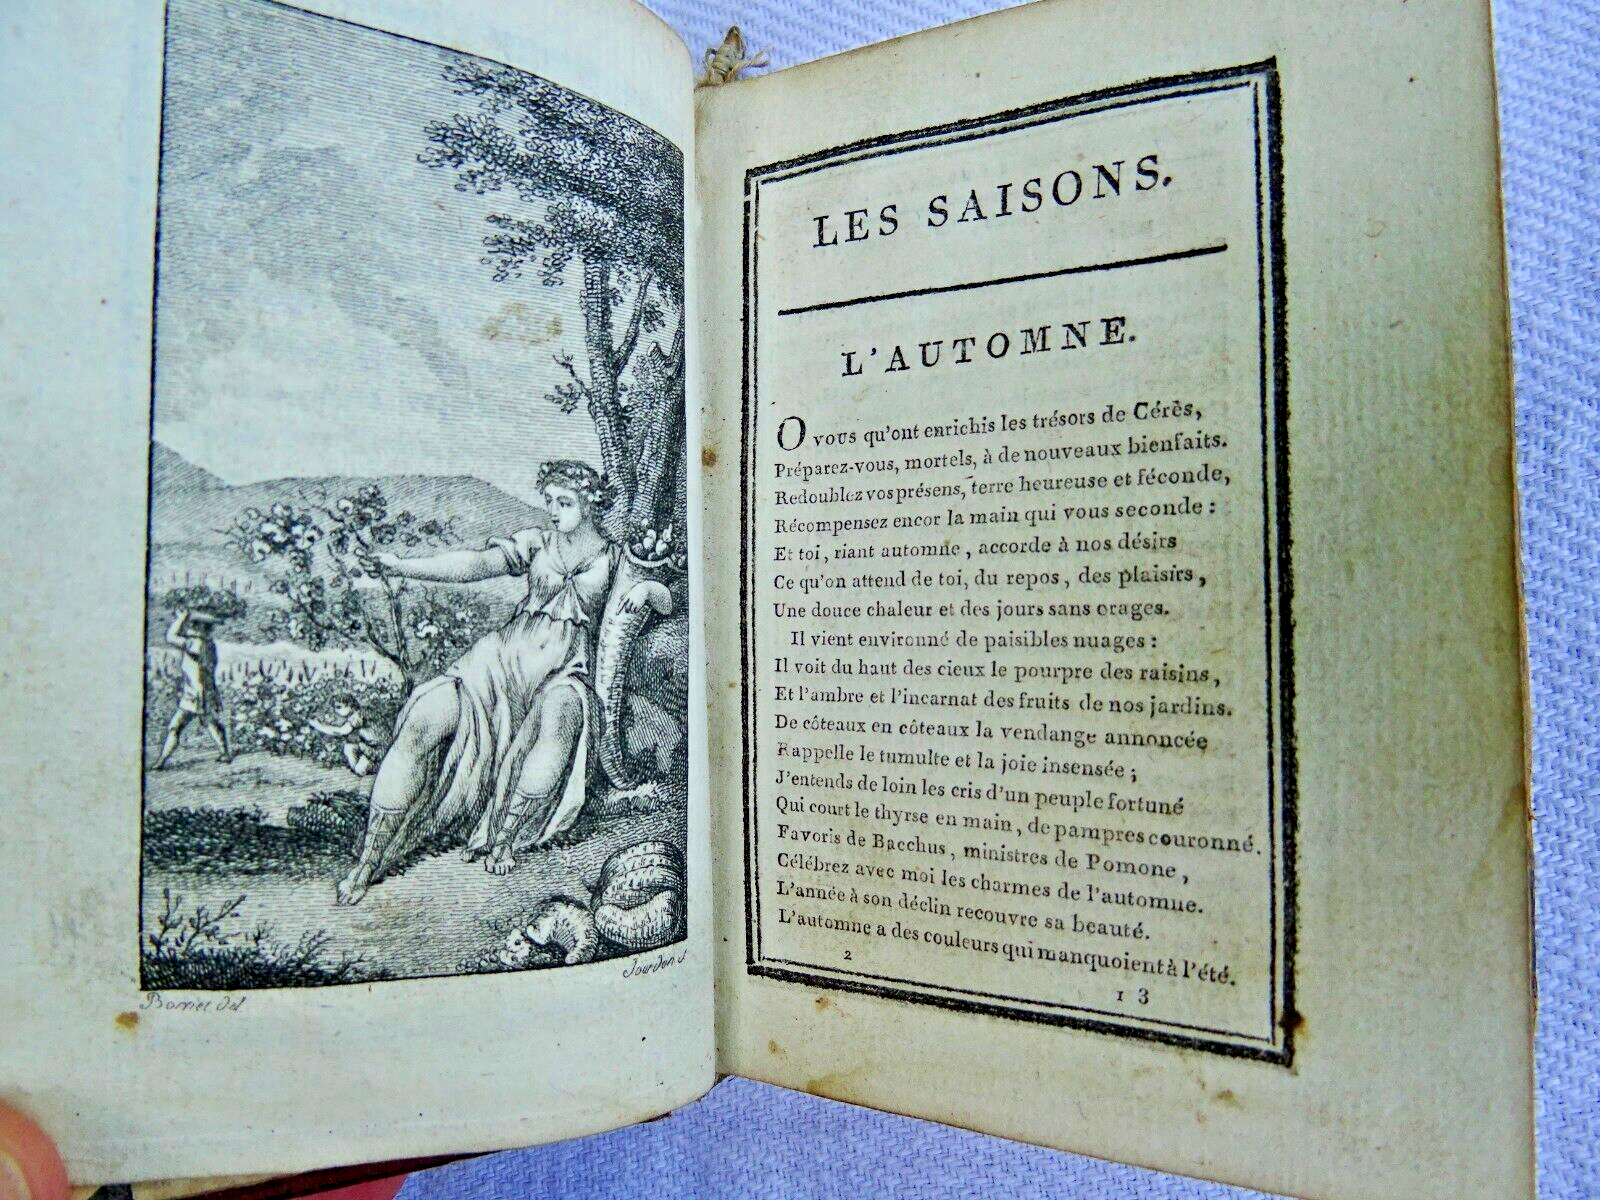 Borriet del.
Jourdan s.
LES SAISONS.
L'AUTOMNE.
O vous qu'ont enrichis les trésors de Cérès,
Préparez-vous, mortels, à de nouveaux bienfaits.
Redoublez vos présens, terre heureuse et féconde,
Récompensez encor la main qui vous seconde :
Et toi, riant automne, accorde à nos désirs
Ce qu'on attend de toi, du repos, des plaisirs,
Une douce chaleur et des jours sans orages.
Il vient environné de paisibles nuages :
Il voit du haut des cieux le pourpre des raisins,
Et l'ambre et l'incarnat des fruits de nos jardins.
De côteaux en côteaux la vendange annoncée
Rappelle le tumulte et la joie insensée ;
J'entends de loin les cris d'un peuple fortuné
Qui court le thyrse en main, de pampres couronné.
Favoris de Bacchus, ministres de Pomone,
Célébrez avec moi les charmes de l'automne.
L'année à son déclin recouvre sa beauté.
L'automne a des couleurs qui manquoient à l'été.
2
13